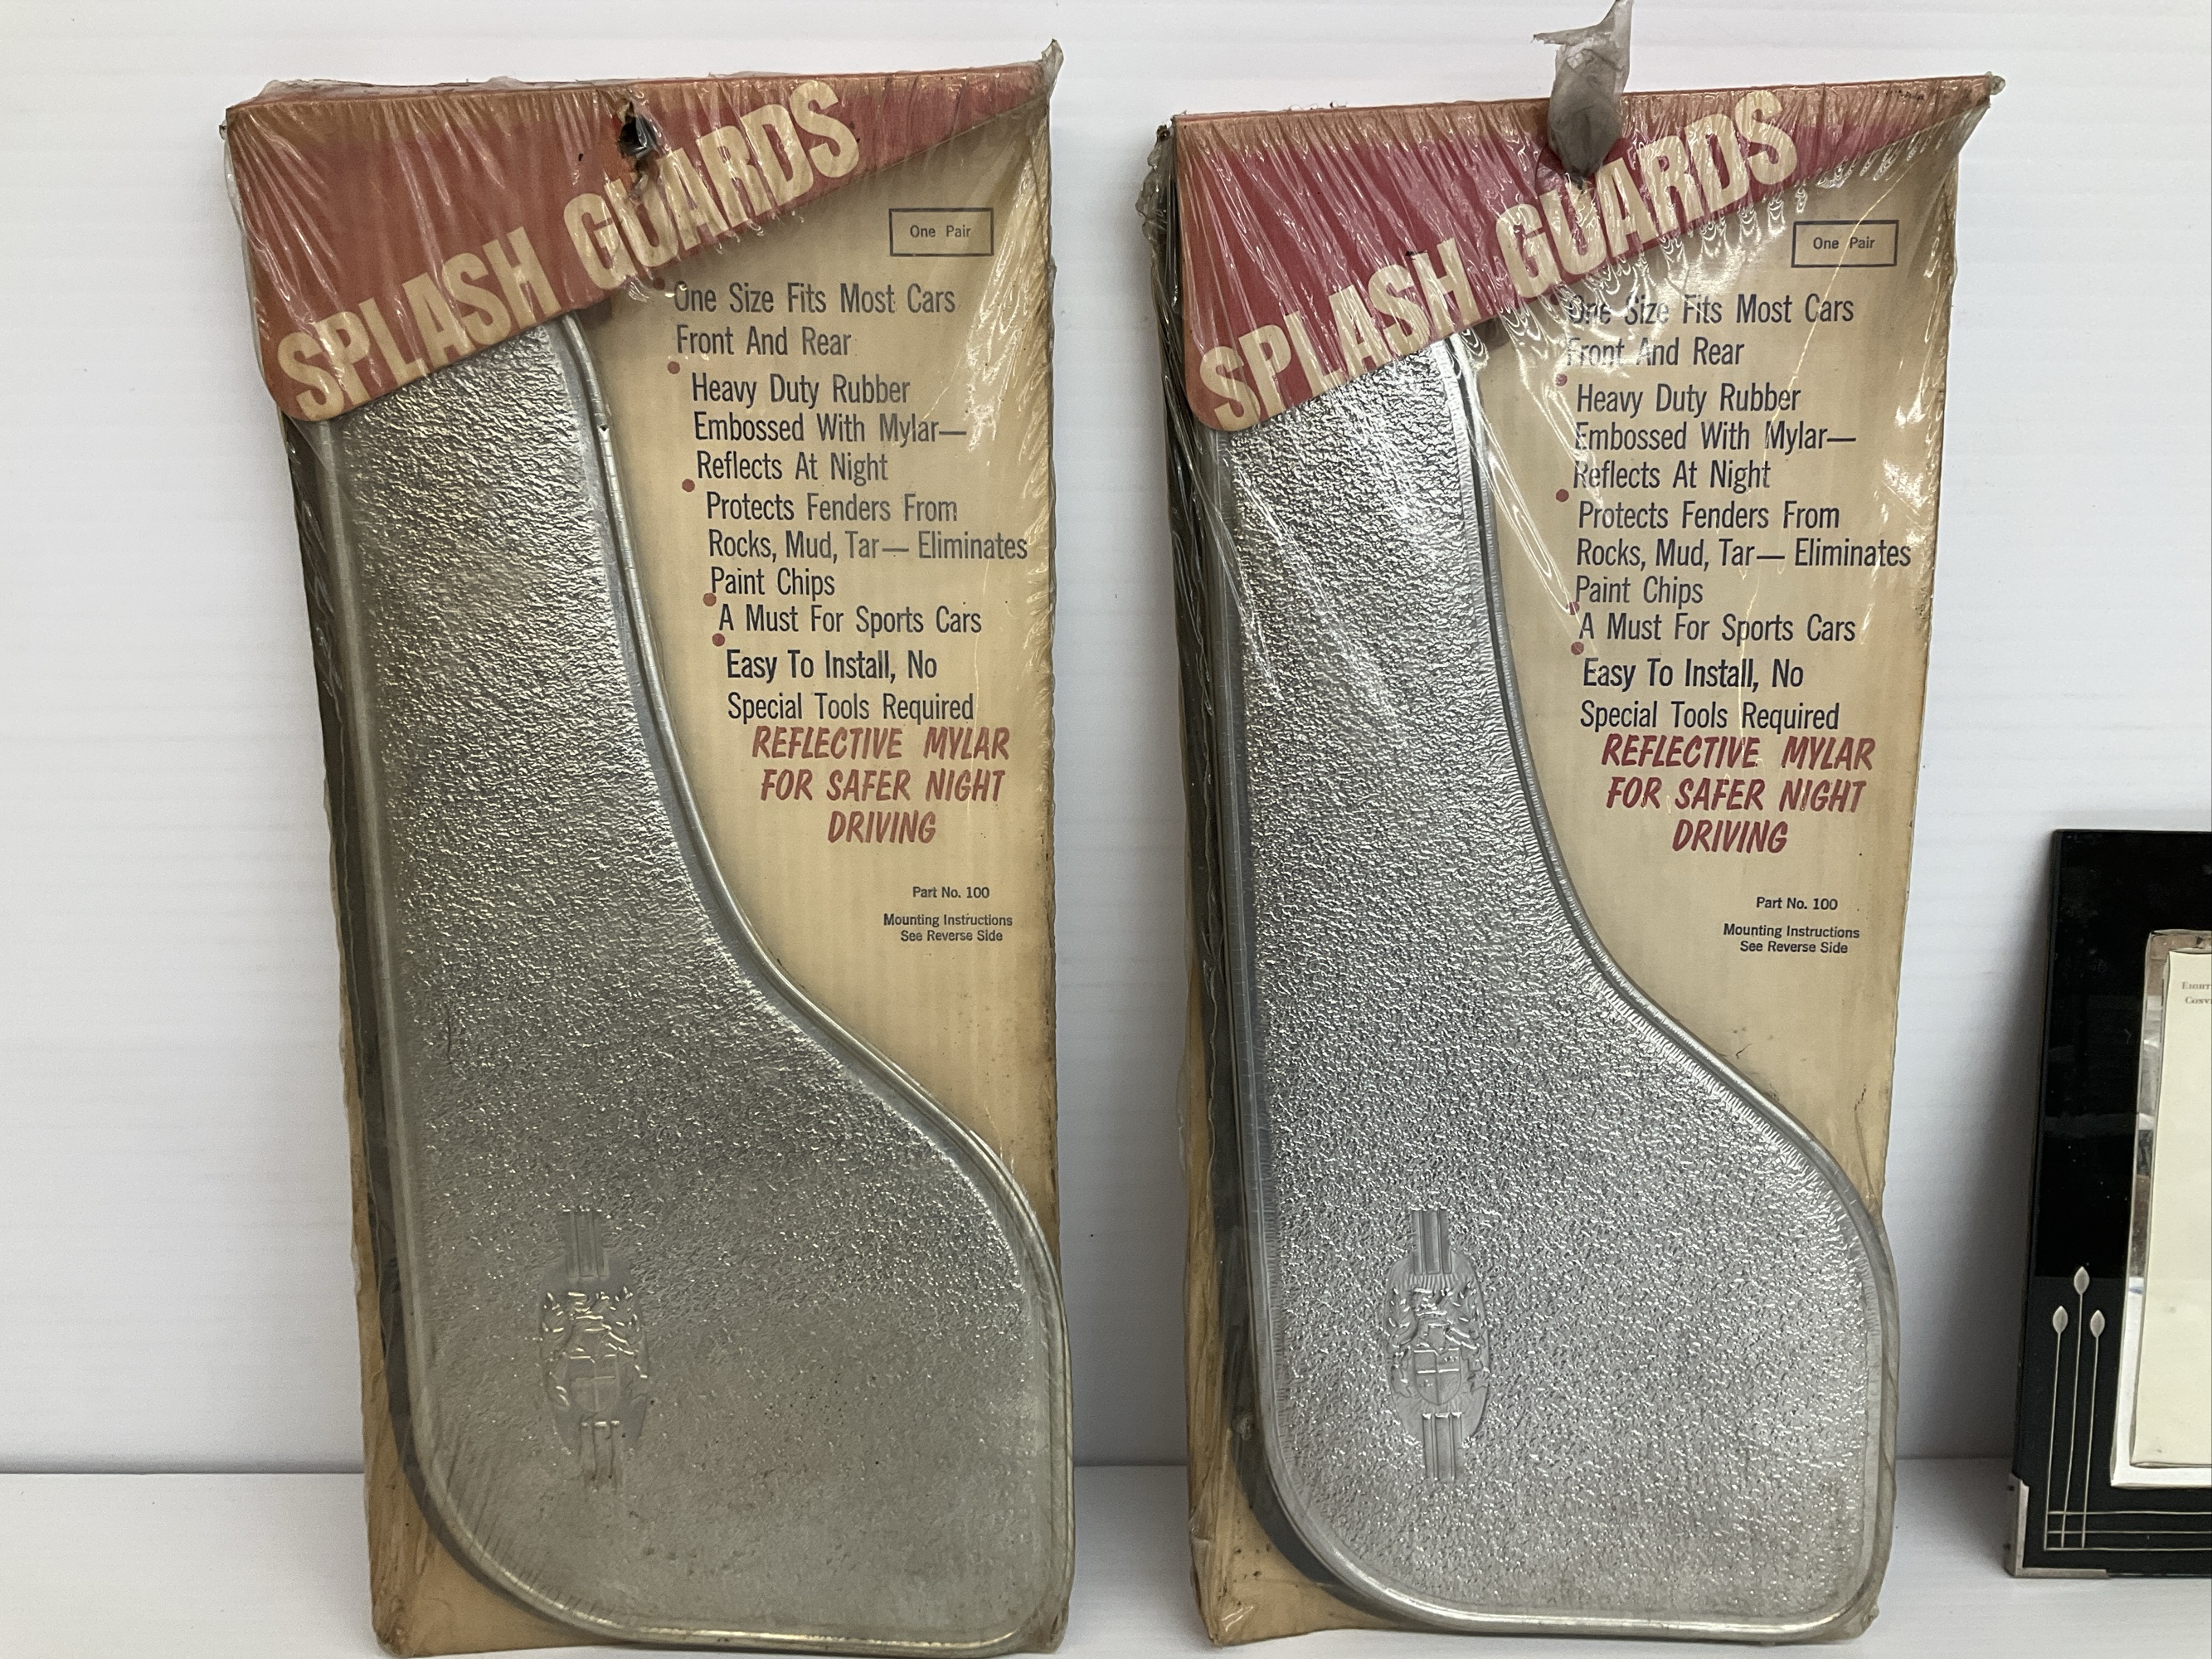 SPLASH GUARDS
One Pair
One Size Fits Most Cars
Front And Rear
Heavy Duty Rubber
Embossed With Mylar—
Reflects At Night
Protects Fenders From
Rocks, Mud, Tar— Eliminates
Paint Chips
A Must For Sports Cars
Easy To Install, No
Special Tools Required
REFLECTIVE MYLAR
FOR SAFER NIGHT
DRIVING
Part No. 100
Mounting Instructions
See Reverse Side
SPLASH GUARDS
One Pair
One Size Fits Most Cars
Front And Rear
Heavy Duty Rubber
Embossed With Mylar—
Reflects At Night
Protects Fenders From
Rocks, Mud, Tar— Eliminates
Paint Chips
A Must For Sports Cars
Easy To Install, No
Special Tools Required
REFLECTIVE MYLAR
FOR SAFER NIGHT
DRIVING
Part No. 100
Mounting Instructions
See Reverse Side